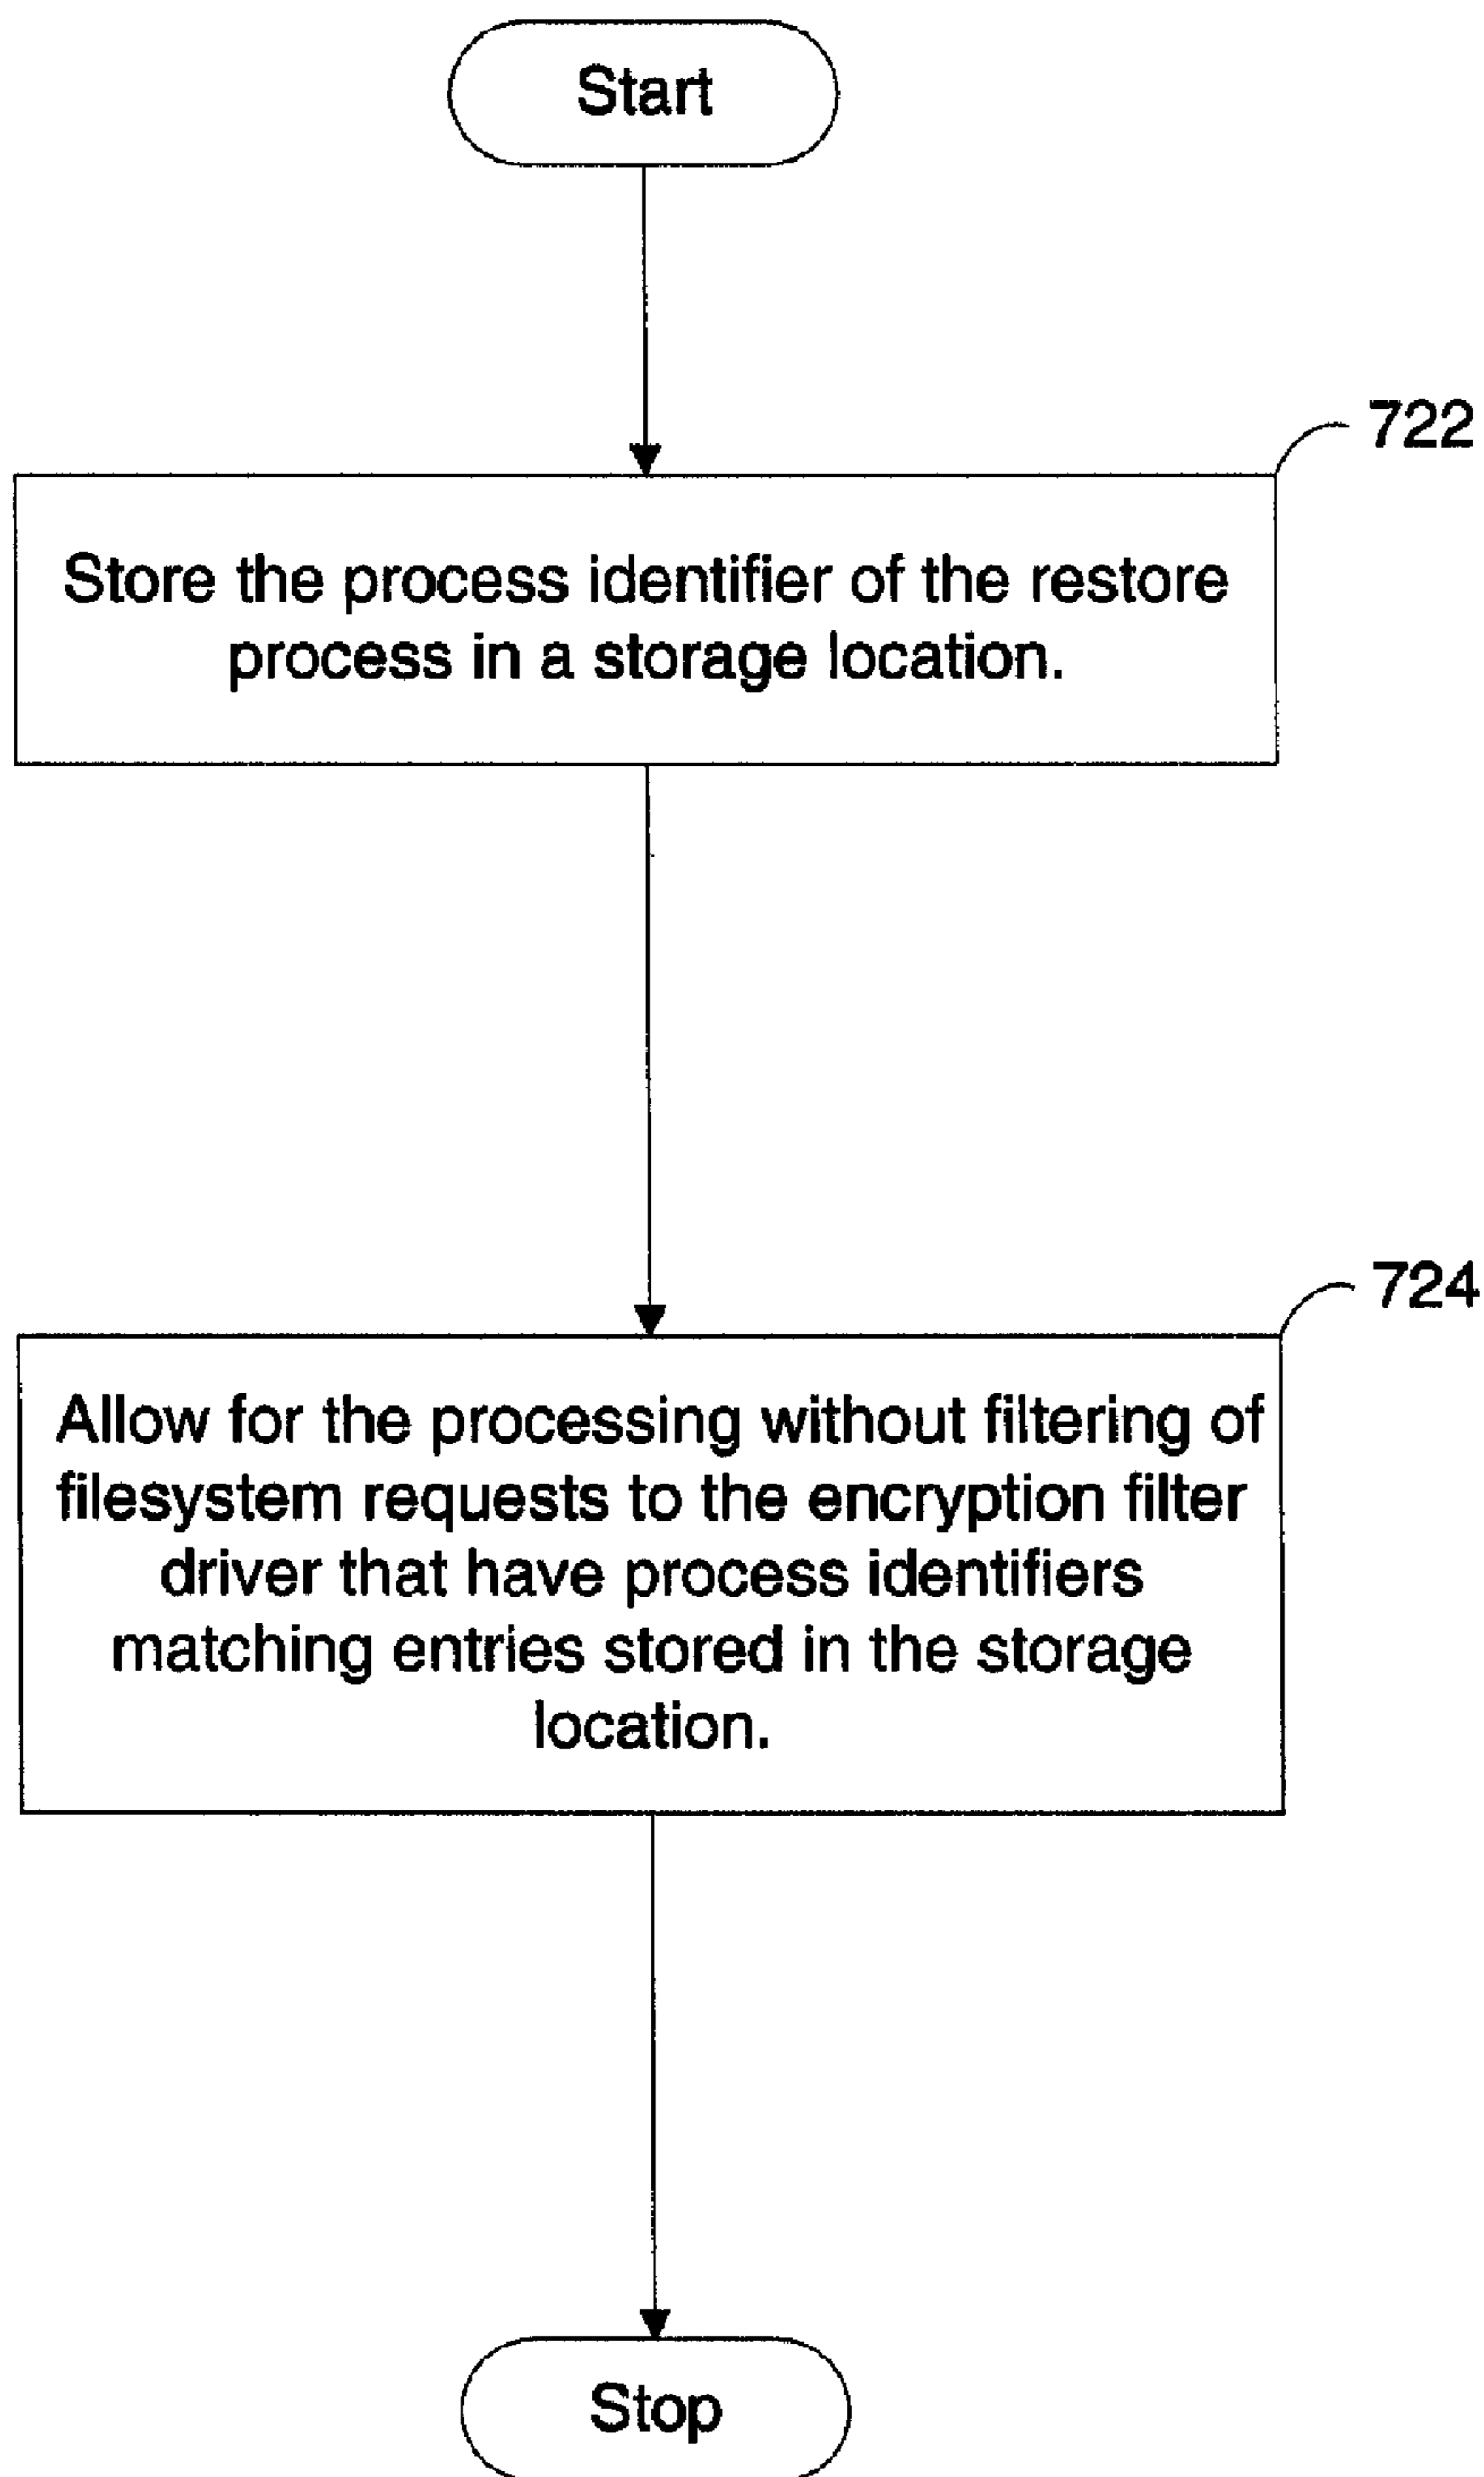 Start
722
Store the process identifier of the restore
process in a storage location.
724
Allow for the processing without filtering of
filesystem requests to the encryption filter
driver that have process identifiers
matching entries stored in the storage
location.
Stop